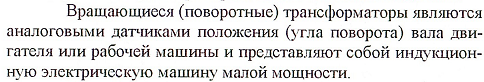 Вращающиеся (поворотные) трансформаторы являются
аналоговыми датчиками положения (угла поворота) вала дви-
гателя или рабочей машины и представляют собой индукцион-
ную электрическую машину малой мощности.